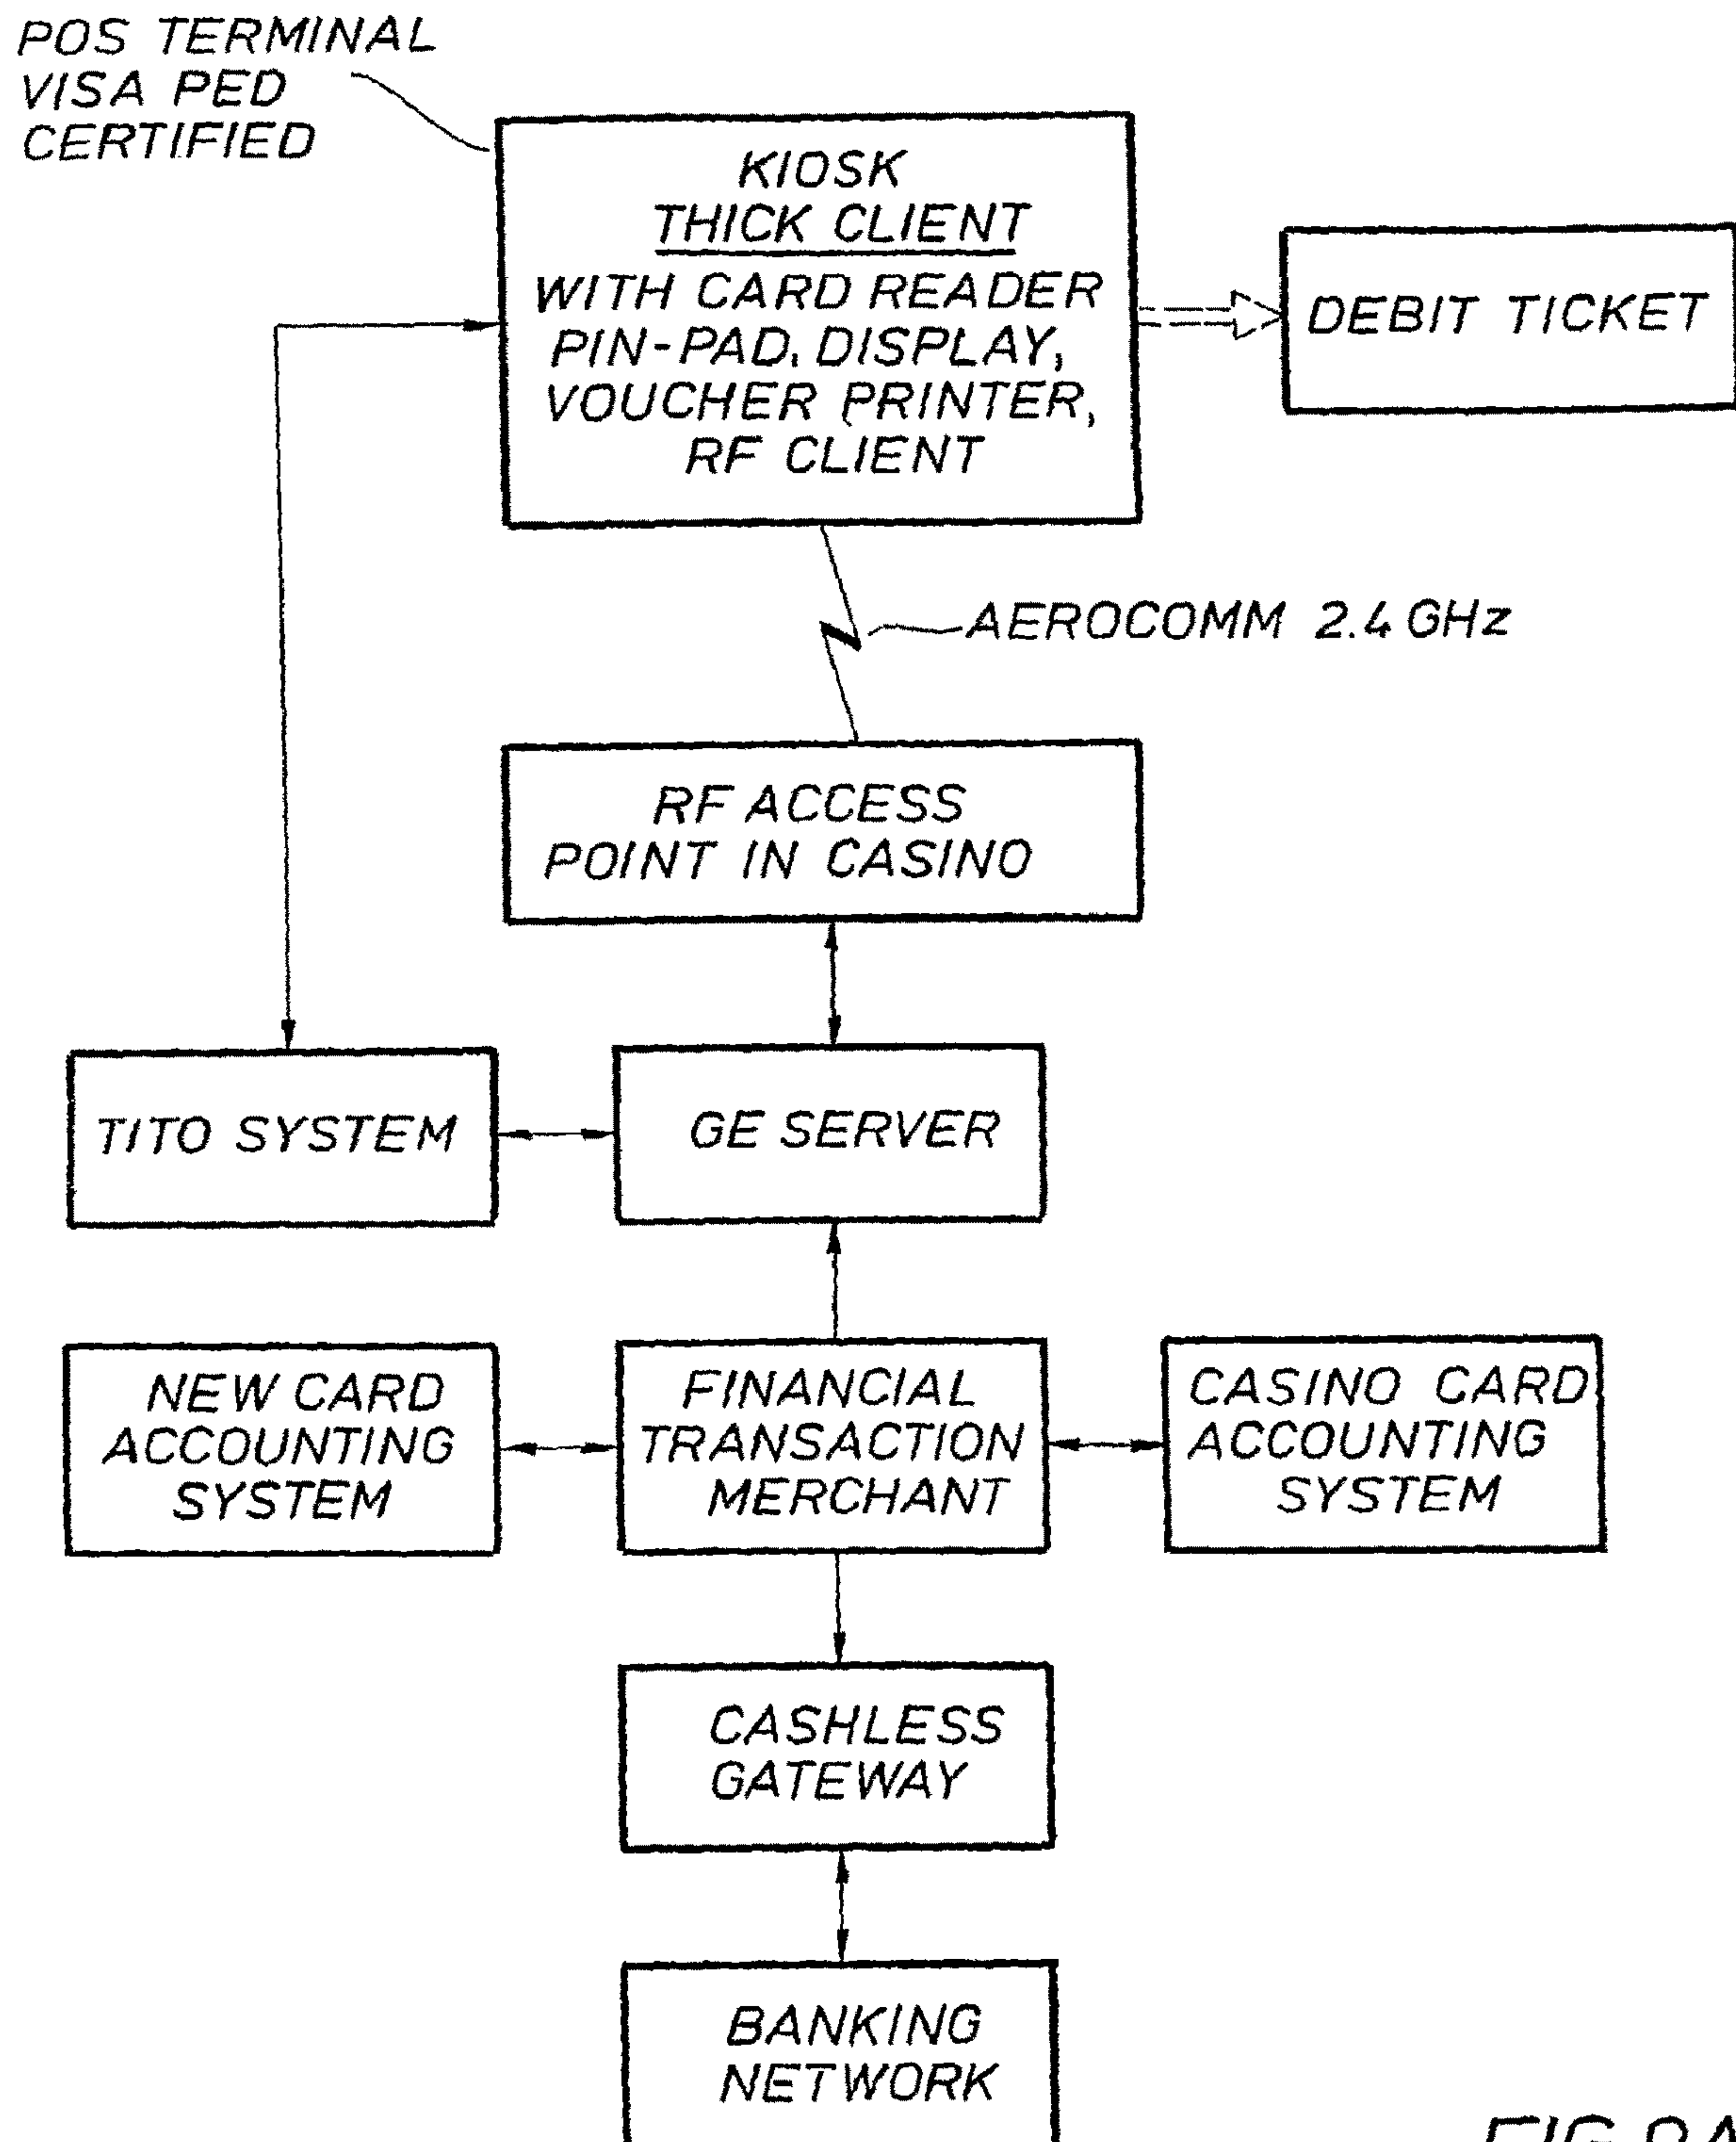 POS TERMINAL
VISA PED
CERTIFIED
KIOSK
THICK CLIENT
WITH CARD READER
PIN-PAD, DISPLAY,
VOUCHER PRINTER,
RF CLIENT
DEBIT TICKET
AEROCOMM 2.4 GHz
RF ACCESS
POINT IN CASINO
TITO SYSTEM
GE SERVER
NEW CARD
ACCOUNTING
SYSTEM
FINANCIAL
TRANSACTION
MERCHANT
CASINO CARD
ACCOUNTING
SYSTEM
CASHLESS
GATEWAY
BANKING
NETWORK